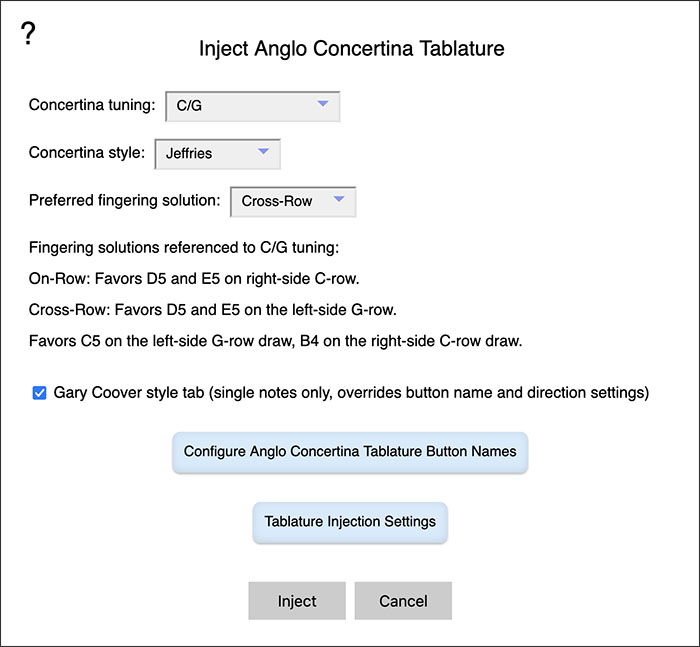 ?
Inject Anglo Concertina Tablature
Concertina tuning: C/G
Concertina style: Jeffries
Preferred fingering solution: Cross-Row
Fingering solutions referenced to C/G tuning:
On-Row: Favors D5 and E5 on right-side C-row.
Cross-Row: Favors D5 and E5 on the left-side G-row.
Favors C5 on the left-side G-row draw, B4 on the right-side C-row draw.
Gary Coover style tab (single notes only, overrides button name and direction settings)
Configure Anglo Concertina Tablature Button Names
Tablature Injection Settings
Inject Cancel